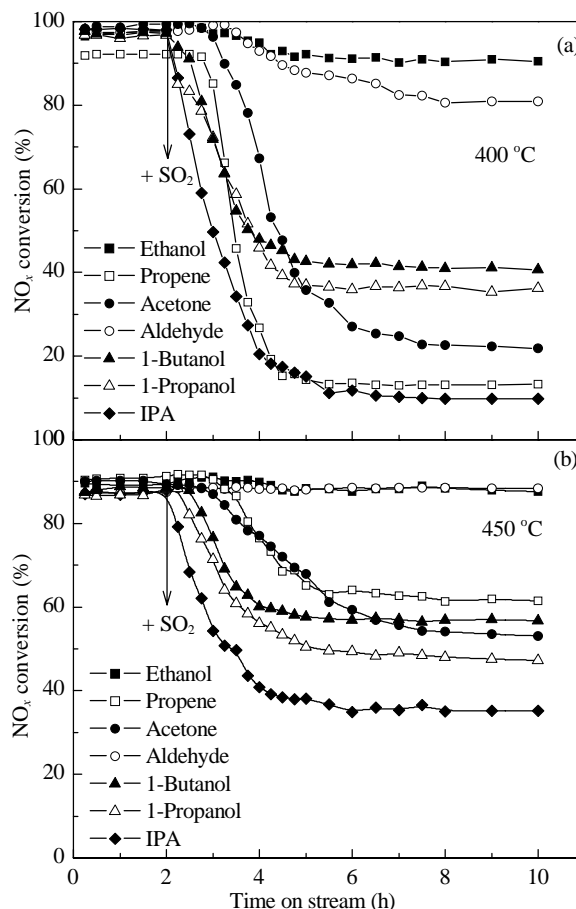 100
(a)
80
400 °C
60
+ SO₂
NOₓ conversion (%)
40
Ethanol
Propene
Acetone
20
Aldehyde
1-Butanol
1-Propanol
IPA
100
(b)
80
60
+ SO₂
450 °C
NOₓ conversion (%)
40
Ethanol
Propene
Acetone
20
Aldehyde
1-Butanol
1-Propanol
IPA
0
0 2 4 6 8 10
Time on stream (h)